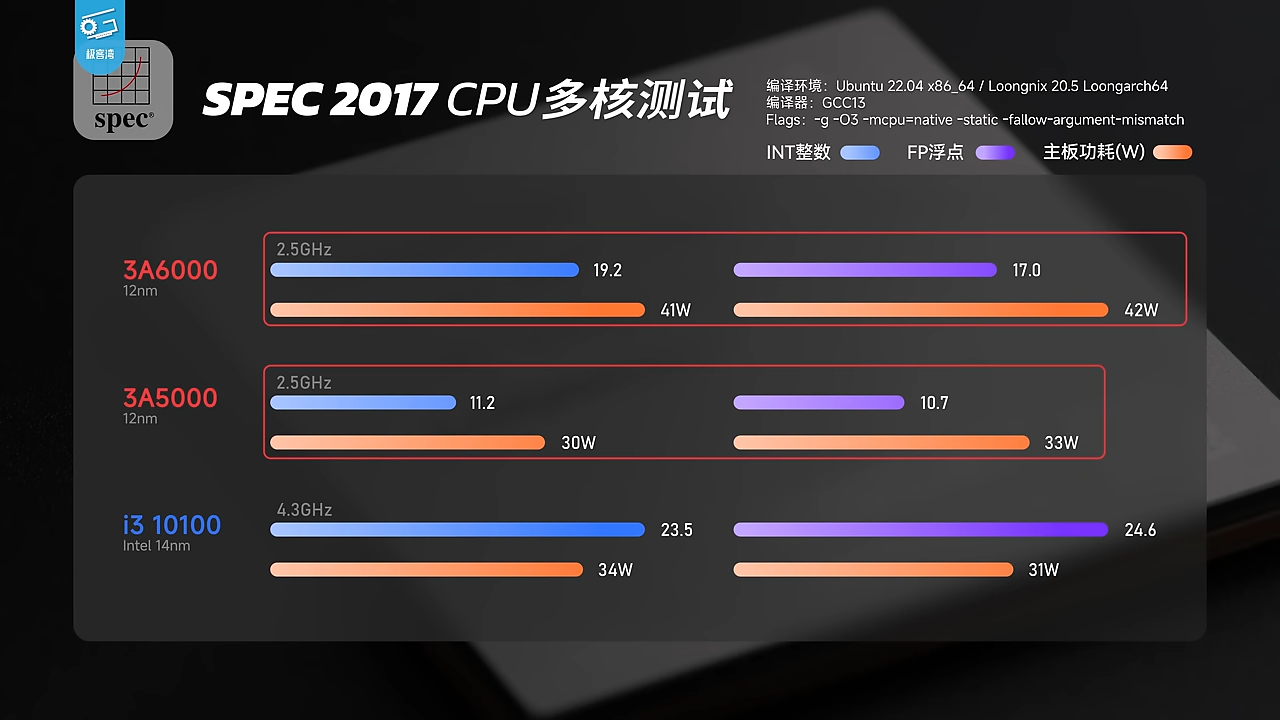 极客湾
spec®
SPEC 2017 CPU多核测试
编译环境：Ubuntu 22.04 x86_64 / Loongnix 20.5 Loongarch64
编译器：GCC13
Flags：-g -O3 -mcpu=native -static -fallow-argument-mismatch
INT整数 FP浮点 主板功耗(W)
2.5GHz
3A6000 19.2 17.0
12nm
41W 42W
2.5GHz
3A5000 11.2 10.7
12nm
30W 33W
4.3GHz
i3 10100 23.5 24.6
Intel 14nm
34W 31W